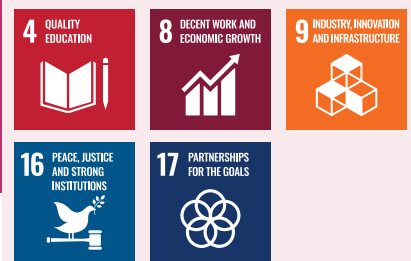 4 QUALITY
EDUCATION
8 DECENT WORK AND
ECONOMIC GROWTH
9 INDUSTRY, INNOVATION
AND INFRASTRUCTURE
16 PEACE, JUSTICE
AND STRONG
INSTITUTIONS
17 PARTNERSHIPS
FOR THE GOALS